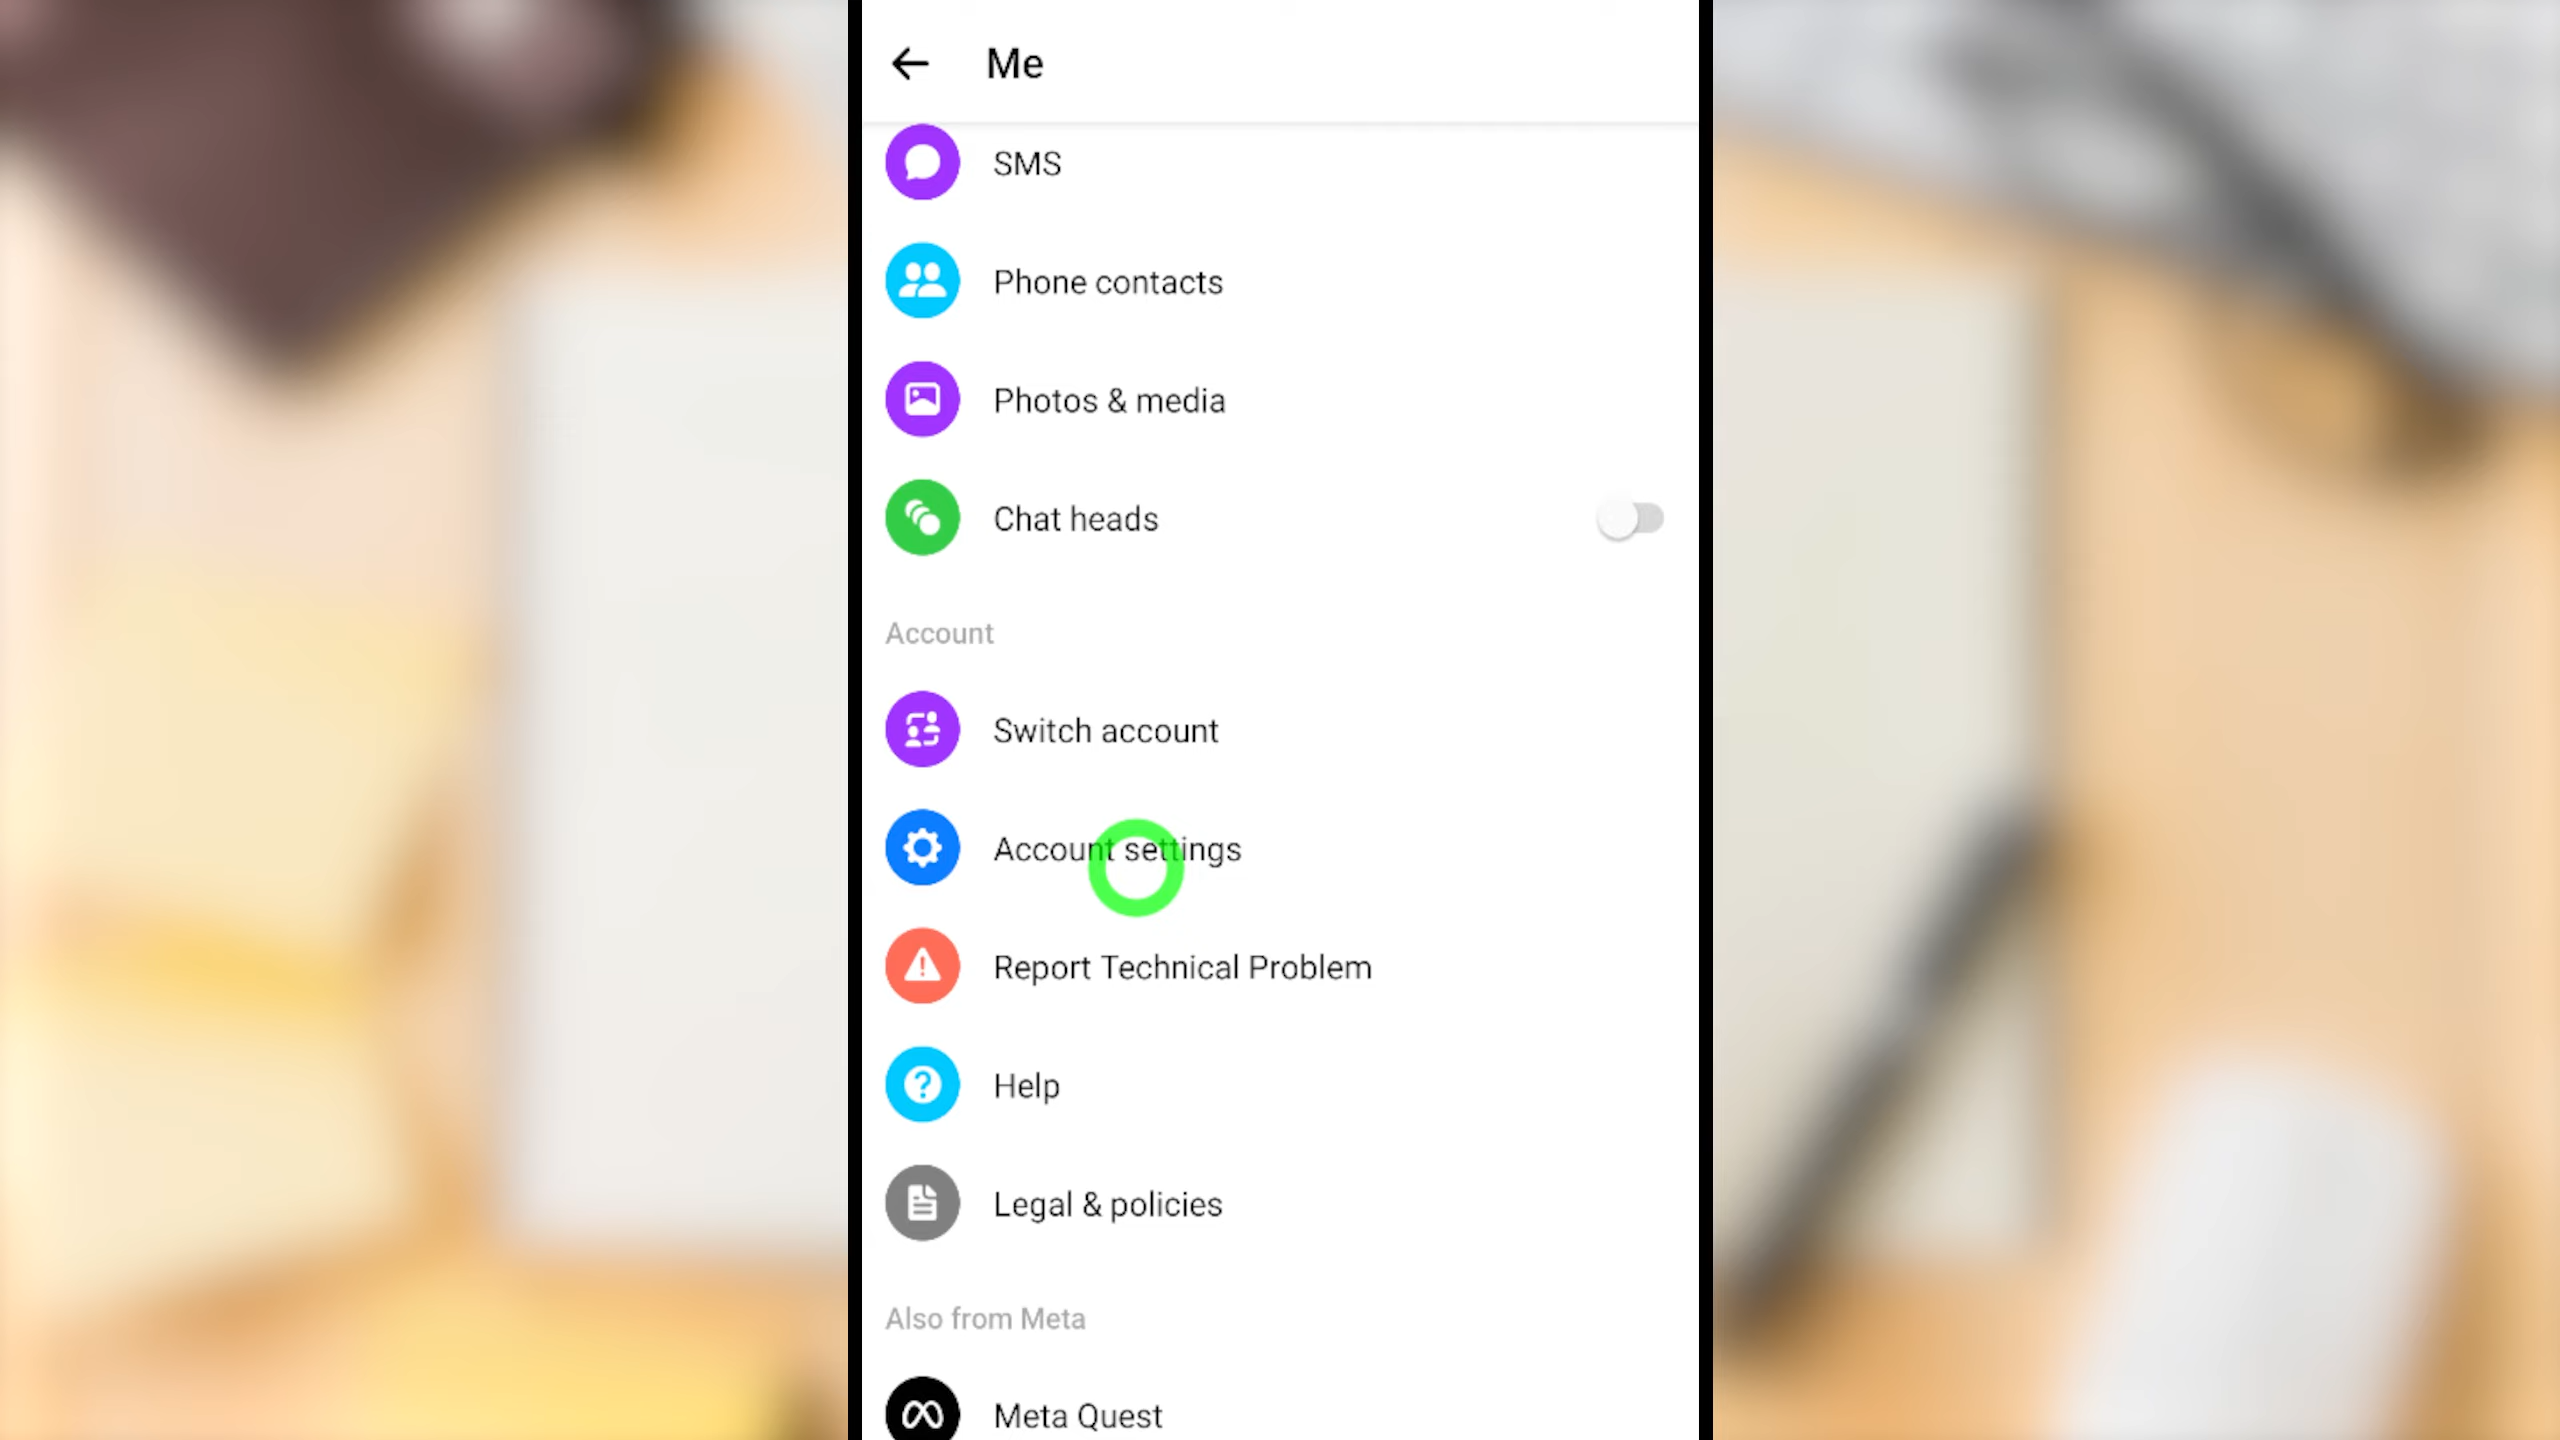 Me
SMS
Phone contacts
Photos & media
Chat heads
Account
Switch account
Account settings
Report Technical Problem
Help
Legal & policies
Also from Meta
Meta Quest